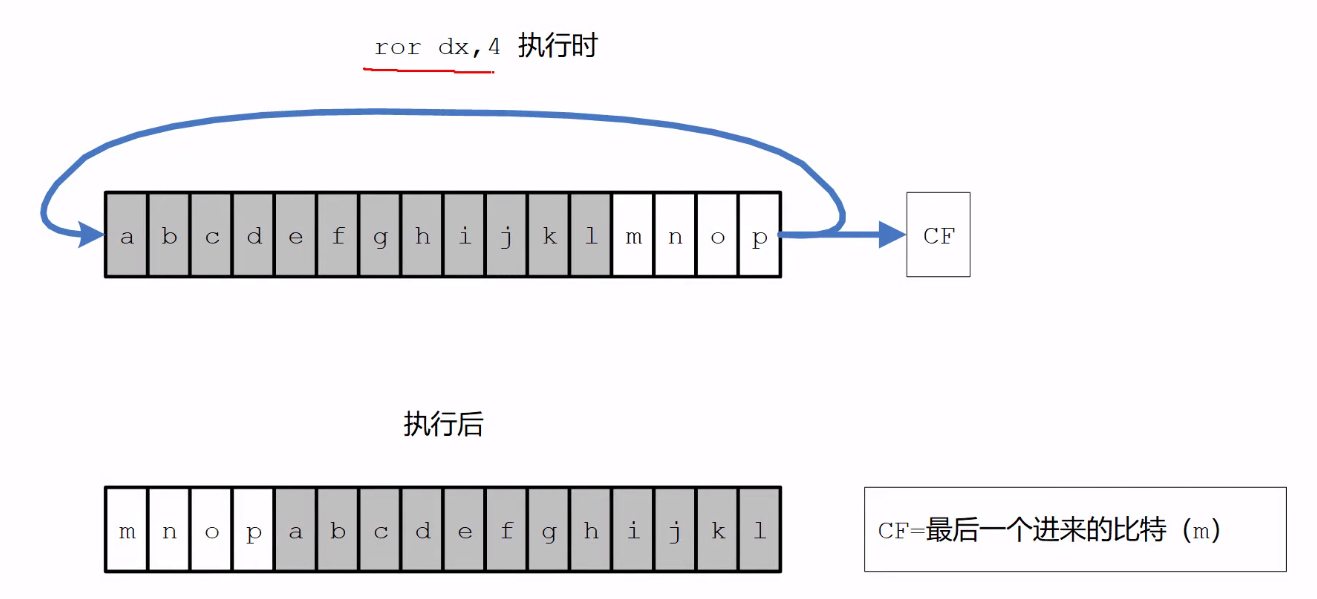 ror dx,4 执行时
a b c d e f g h i j k l m n o p
CF
执行后
m n o p a b c d e f g h i j k l
CF=最后一个进来的比特（m）